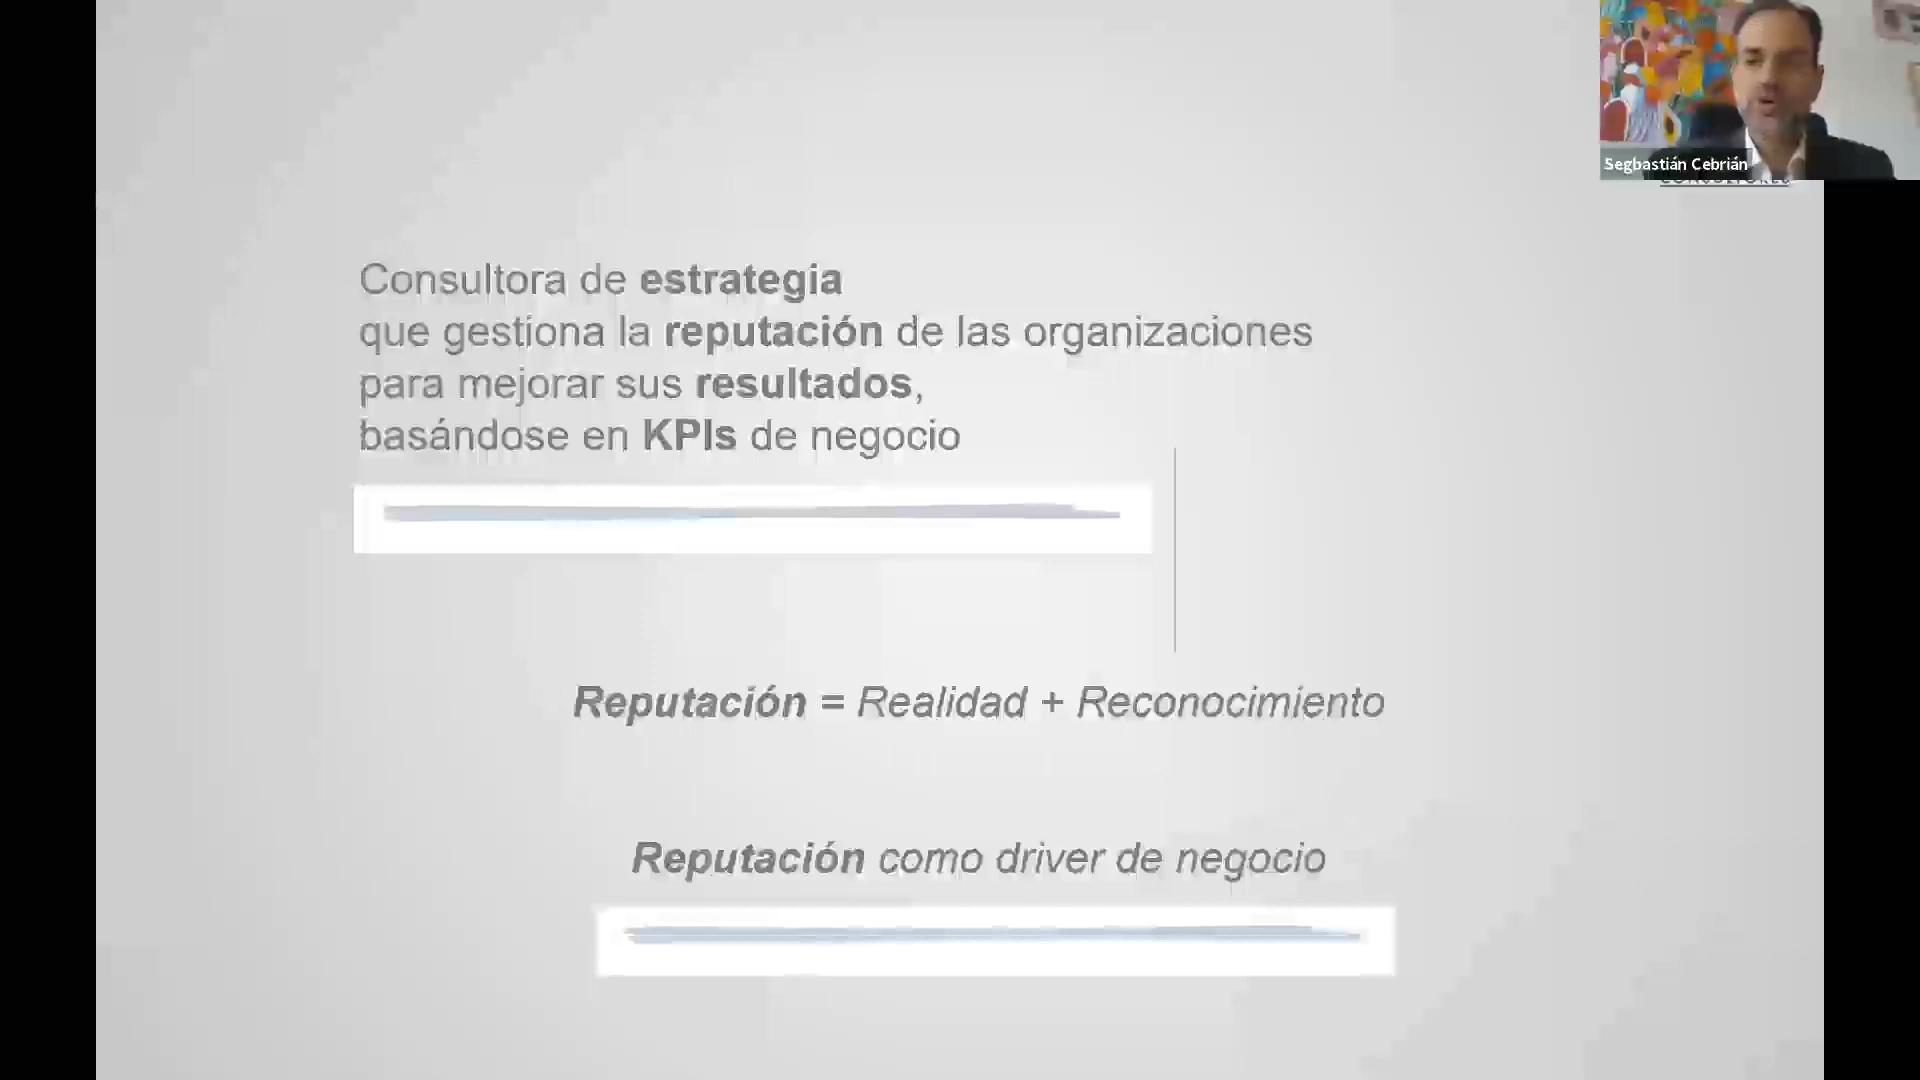 Segbastián Cebrián
Consultora de estrategia
que gestiona la reputación de las organizaciones
para mejorar sus resultados,
basándose en KPIs de negocio
Reputación = Realidad + Reconocimiento
Reputación como driver de negocio